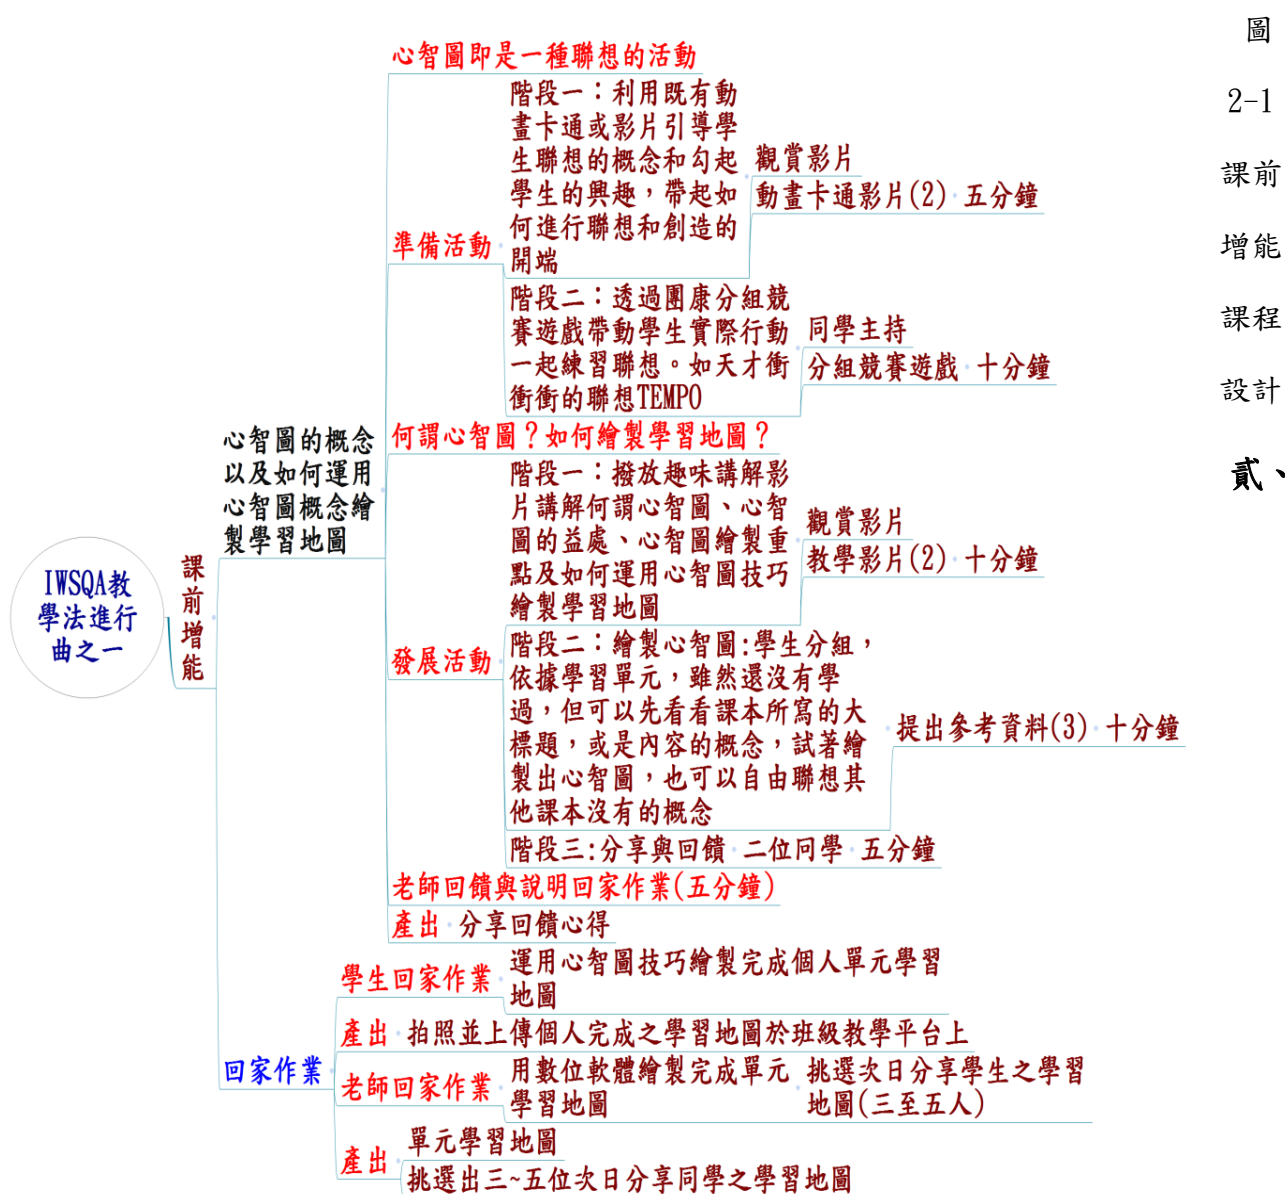 IWSQA教
學法進行
曲之一
課
前
增
能
心智圖的概念
以及如何運用
心智圖概念繪
製學習地圖
心智圖即是一種聯想的活動
準備活動
階段一：利用既有動
畫卡通或影片引導學
生聯想的概念和勾起
學生的興趣，帶起如
何進行聯想和創造的
開端
觀賞影片
動畫卡通影片(2) 五分鐘
階段二：透過團康分組競
賽遊戲帶動學生實際行動
一起練習聯想。如天才衝
衝衝的聯想TEMPO
同學主持
分組競賽遊戲 十分鐘
何謂心智圖？如何繪製學習地圖？
發展活動
階段一：撥放趣味講解影
片講解何謂心智圖、心智
圖的益處、心智圖繪製重
點及如何運用心智圖技巧
繪製學習地圖
觀賞影片
教學影片(2) 十分鐘
階段二：繪製心智圖:學生分組，
依據學習單元，雖然還沒有學
過，但可以先看看課本所寫的大
標題，或是內容的概念，試著繪
製出心智圖，也可以自由聯想其
他課本沒有的概念
提出參考資料(3) 十分鐘
階段三:分享與回饋 二位同學 五分鐘
老師回饋與說明回家作業(五分鐘)
產出 分享回饋心得
回家作業
學生回家作業
運用心智圖技巧繪製完成個人單元學習
地圖
產出 拍照並上傳個人完成之學習地圖於班級教學平台上
老師回家作業
用數位軟體繪製完成單元
學習地圖
挑選次日分享學生之學習
地圖(三至五人)
產出
單元學習地圖
挑選出三~五位次日分享同學之學習地圖
圖
2-1
課前
增能
課程
設計
貳、